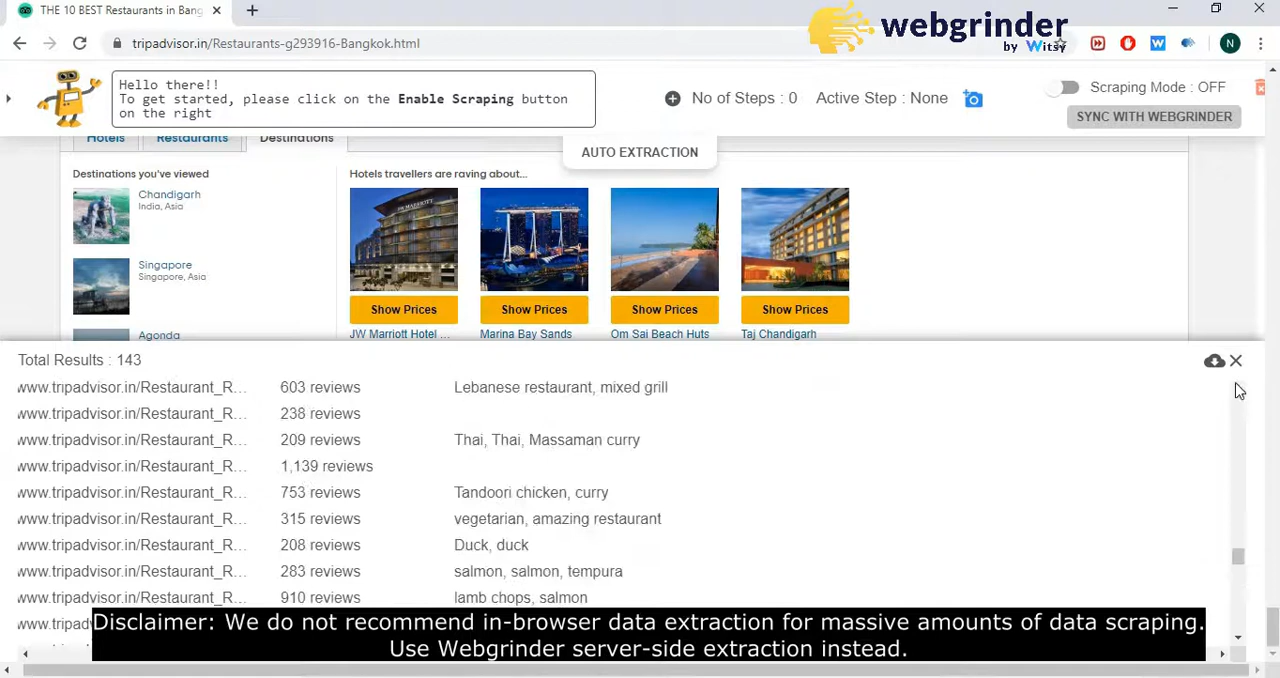 THE 10 BEST Restaurants in Bang
webgrinder
by Witsy
tripadvisor.in/Restaurants-g293916-Bangkok.html
N
Hello there!!
To get started, please click on the Enable Scraping button
on the right
No of Steps : 0
Active Step : None
Scraping Mode : OFF
SYNC WITH WEBGRINDER
Hotels
Restaurants
Destinations
AUTO EXTRACTION
Destinations you've viewed
Hotels travellers are raving about...
Chandigarh
India, Asia
Singapore
Singapore, Asia
Agonda
Show Prices
Show Prices
Show Prices
Show Prices
JW Marriott Hotel ...
Marina Bay Sands
Om Sai Beach Huts
Taj Chandigarh
Total Results : 143
www.tripadvisor.in/Restaurant_R... 603 reviews Lebanese restaurant, mixed grill
www.tripadvisor.in/Restaurant_R... 238 reviews
www.tripadvisor.in/Restaurant_R... 209 reviews Thai, Thai, Massaman curry
www.tripadvisor.in/Restaurant_R... 1,139 reviews
www.tripadvisor.in/Restaurant_R... 753 reviews Tandoori chicken, curry
www.tripadvisor.in/Restaurant_R... 315 reviews vegetarian, amazing restaurant
www.tripadvisor.in/Restaurant_R... 208 reviews Duck, duck
www.tripadvisor.in/Restaurant_R... 283 reviews salmon, salmon, tempura
www.tripadvisor.in/Restaurant_R... 910 reviews lamb chops, salmon
Disclaimer: We do not recommend in-browser data extraction for massive amounts of data scraping.
Use Webgrinder server-side extraction instead.